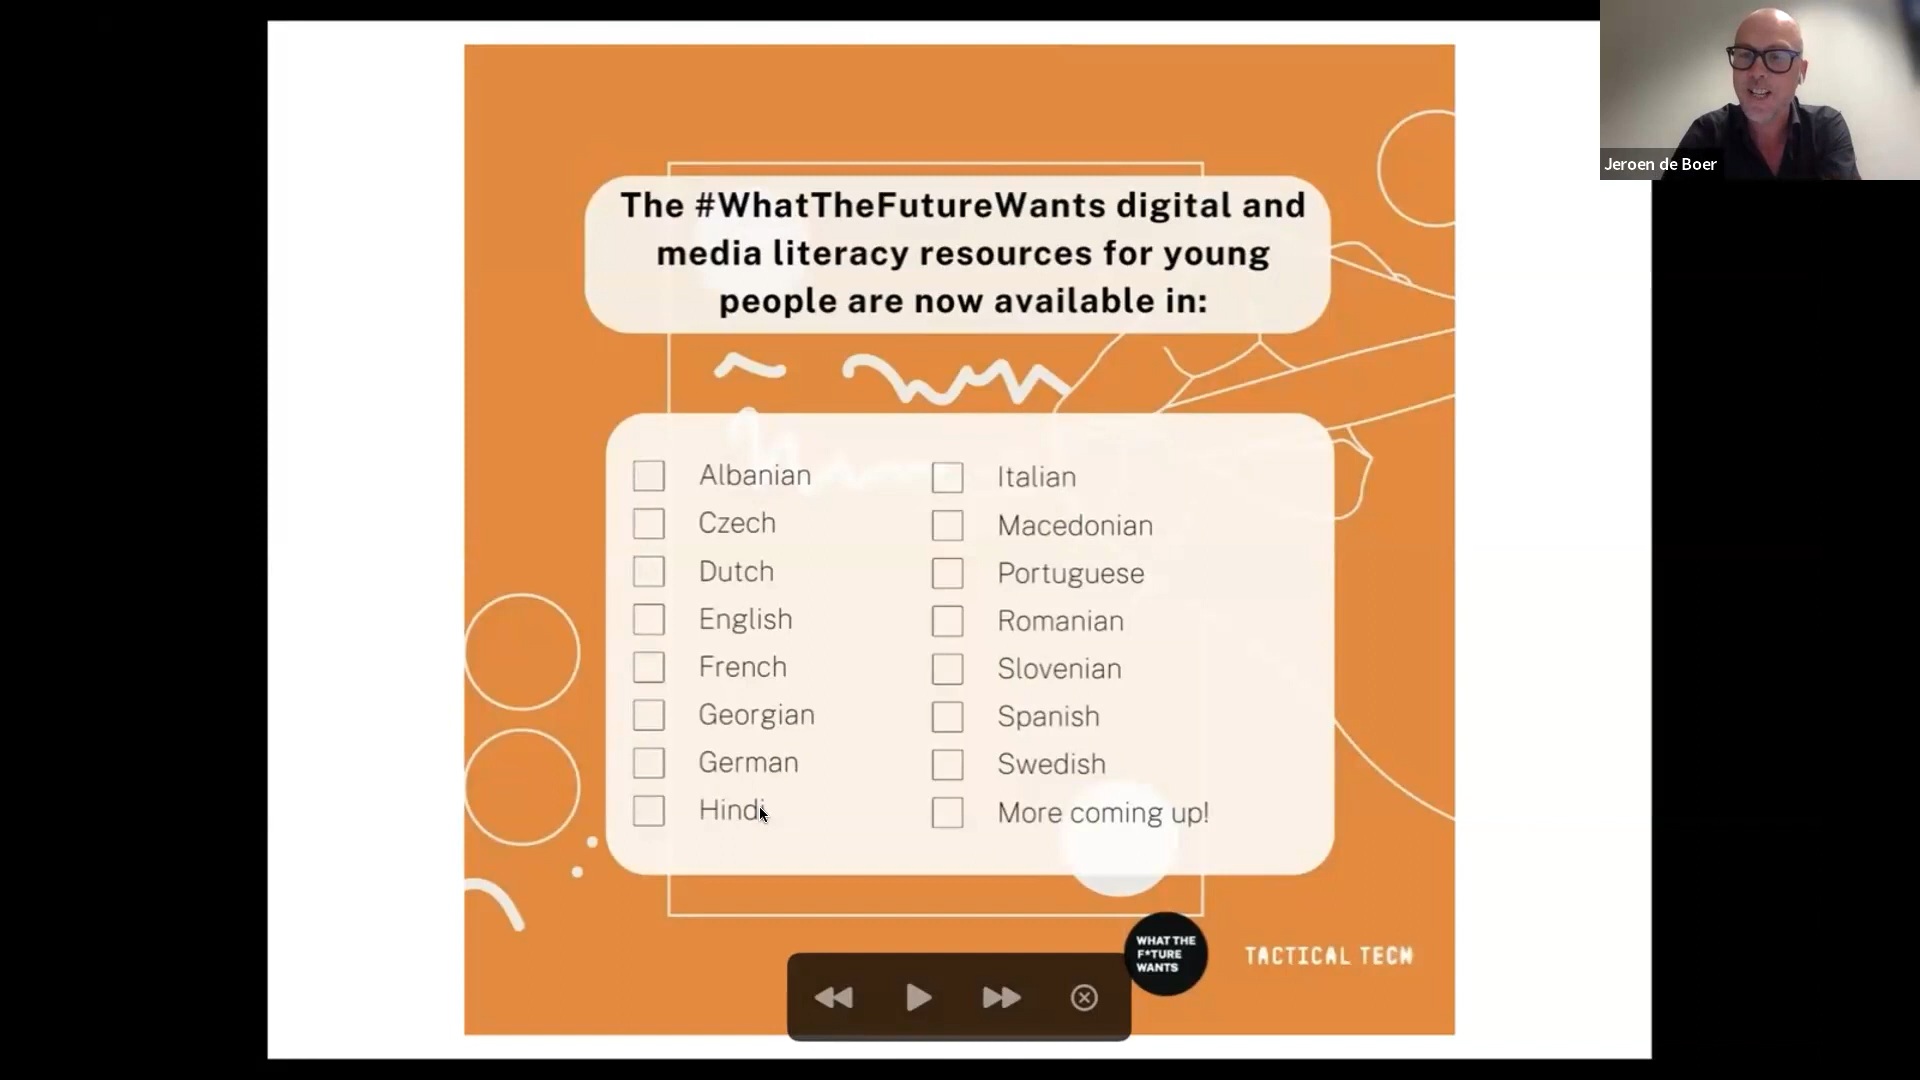 Jeroen de Boer
The #WhatTheFutureWants digital and
media literacy resources for young
people are now available in:
Albanian
Czech
Dutch
English
French
Georgian
German
Hindi
Italian
Macedonian
Portuguese
Romanian
Slovenian
Spanish
Swedish
More coming up!
WHAT THE
F*TURE
WANTS
TACTICAL TECH